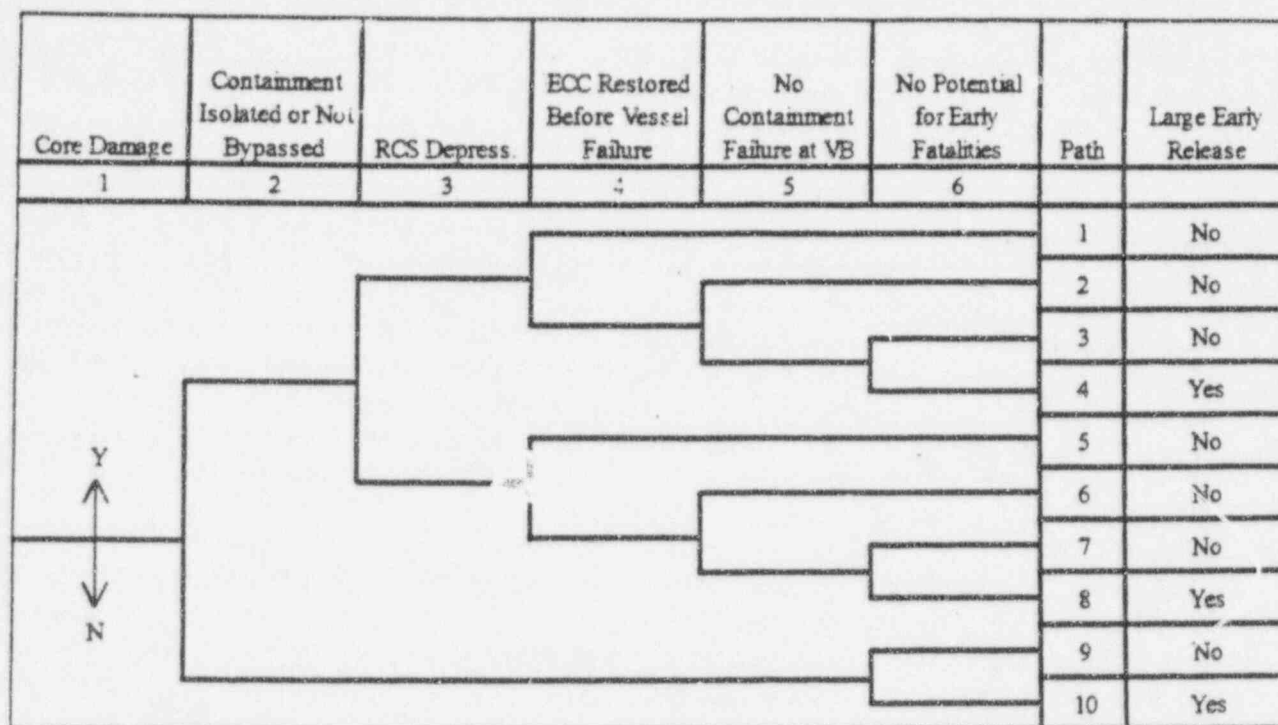 Core Damage
Containment
Isolated or Not
Bypassed
RCS Depress.
ECC Restored
Before Vessel
Failure
No
Containment
Failure at VB
No Potential
for Early
Fatalities
Path
Large Early
Release
1 2 3 4 5 6
1 No
2 No
3 No
4 Yes
Y
5 No
6 No
7 No
8 Yes
N
9 No
10 Yes